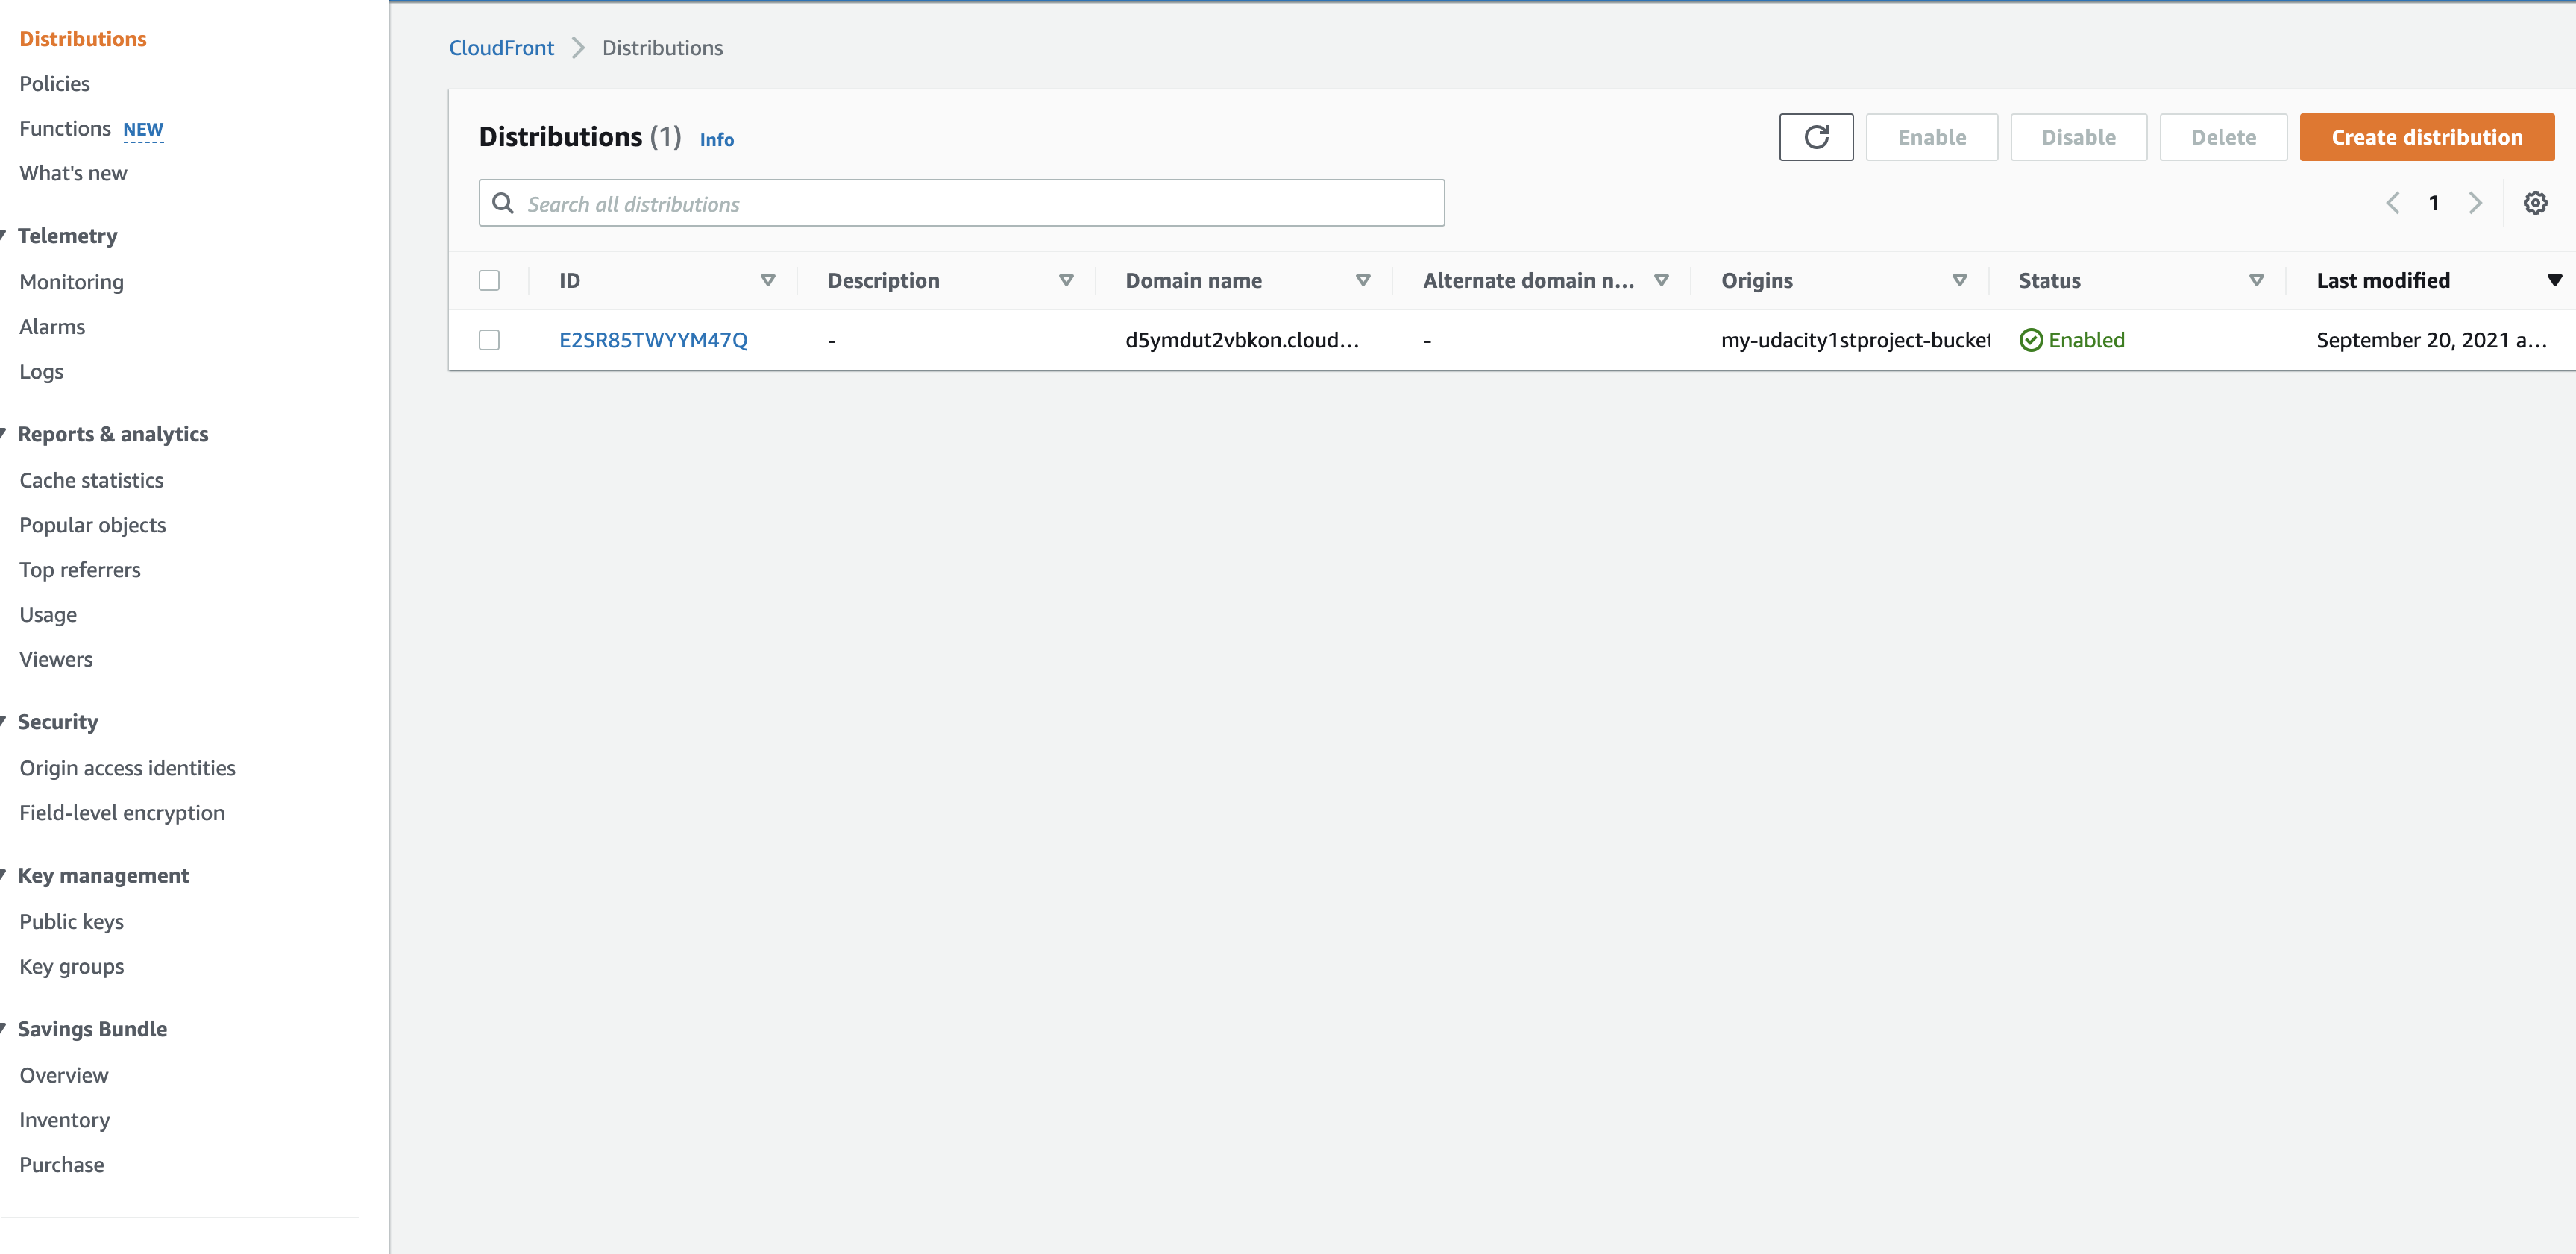 Distributions
Policies
Functions NEW
What's new
Telemetry
Monitoring
Alarms
Logs
Reports & analytics
Cache statistics
Popular objects
Top referrers
Usage
Viewers
Security
Origin access identities
Field-level encryption
Key management
Public keys
Key groups
Savings Bundle
Overview
Inventory
Purchase
CloudFront Distributions
Distributions (1) Info
Enable Disable Delete Create distribution
Search all distributions
1
ID Description Domain name Alternate domain n... Origins Status Last modified
E2SR85TWYYM47Q - d5ymdut2vbkon.cloud... - my-udacity1stproject-bucket Enabled September 20, 2021 a...